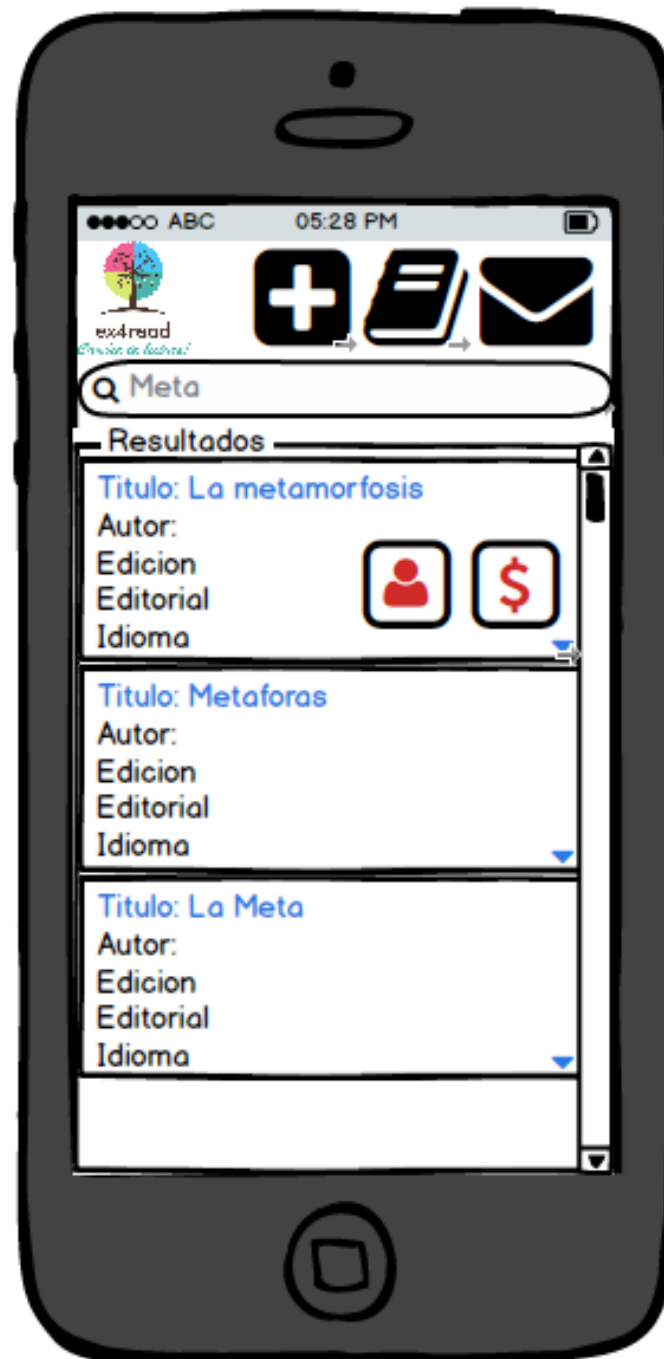 ABC 05:28 PM
ex4read
Meta
Resultados
Titulo: La metamorfosis
Autor:
Edicion
Editorial
Idioma
$
Titulo: Metaforas
Autor:
Edicion
Editorial
Idioma
Titulo: La Meta
Autor:
Edicion
Editorial
Idioma